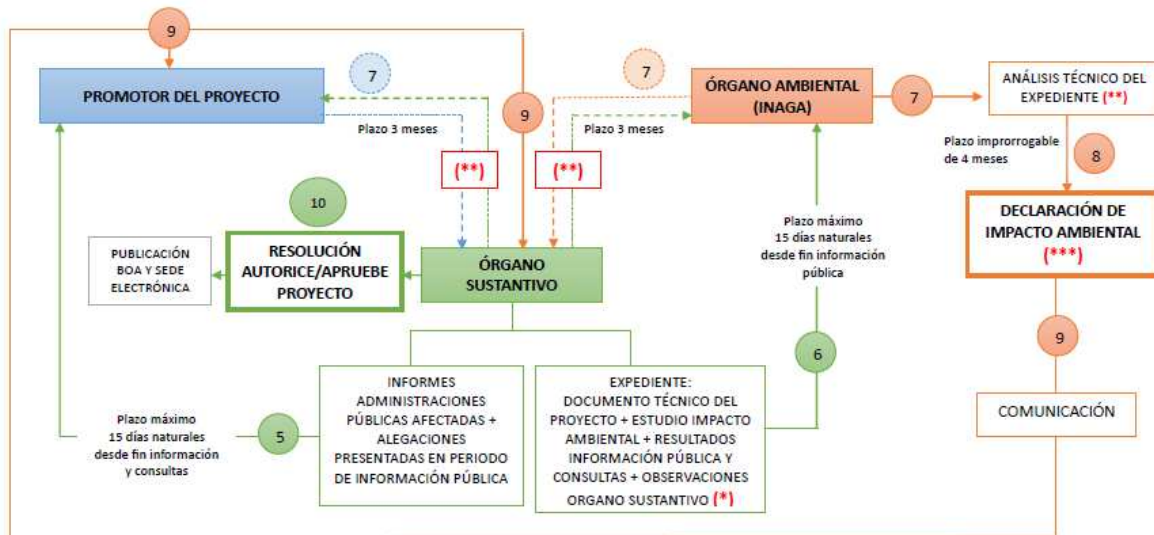 9
PROMOTOR DEL PROYECTO
7
7
ÓRGANO AMBIENTAL
(INAGA)
7
ANÁLISIS TÉCNICO DEL
EXPEDIENTE (**)
9
Plazo 3 meses
Plazo 3 meses
(**)
(**)
Plazo improrrogable
de 4 meses
8
10
DECLARACIÓN DE
IMPACTO AMBIENTAL
(***)
Plazo máximo
15 días naturales
desde fin información
pública
PUBLICACIÓN
BOA Y SEDE
ELECTRÓNICA
RESOLUCIÓN
AUTORICE/APRUEBE
PROYECTO
ÓRGANO
SUSTANTIVO
9
6
INFORMES
ADMINISTRACIONES
PÚBLICAS AFECTADAS +
ALEGACIONES
PRESENTADAS EN PERIODO
DE INFORMACIÓN PÚBLICA
EXPEDIENTE:
DOCUMENTO TÉCNICO DEL
PROYECTO + ESTUDIO IMPACTO
AMBIENTAL + RESULTADOS
INFORMACIÓN PÚBLICA Y
CONSULTAS + OBSERVACIONES
ORGANO SUSTANTIVO (*)
COMUNICACIÓN
Plazo máximo
15 días naturales
desde fin información
y consultas
5